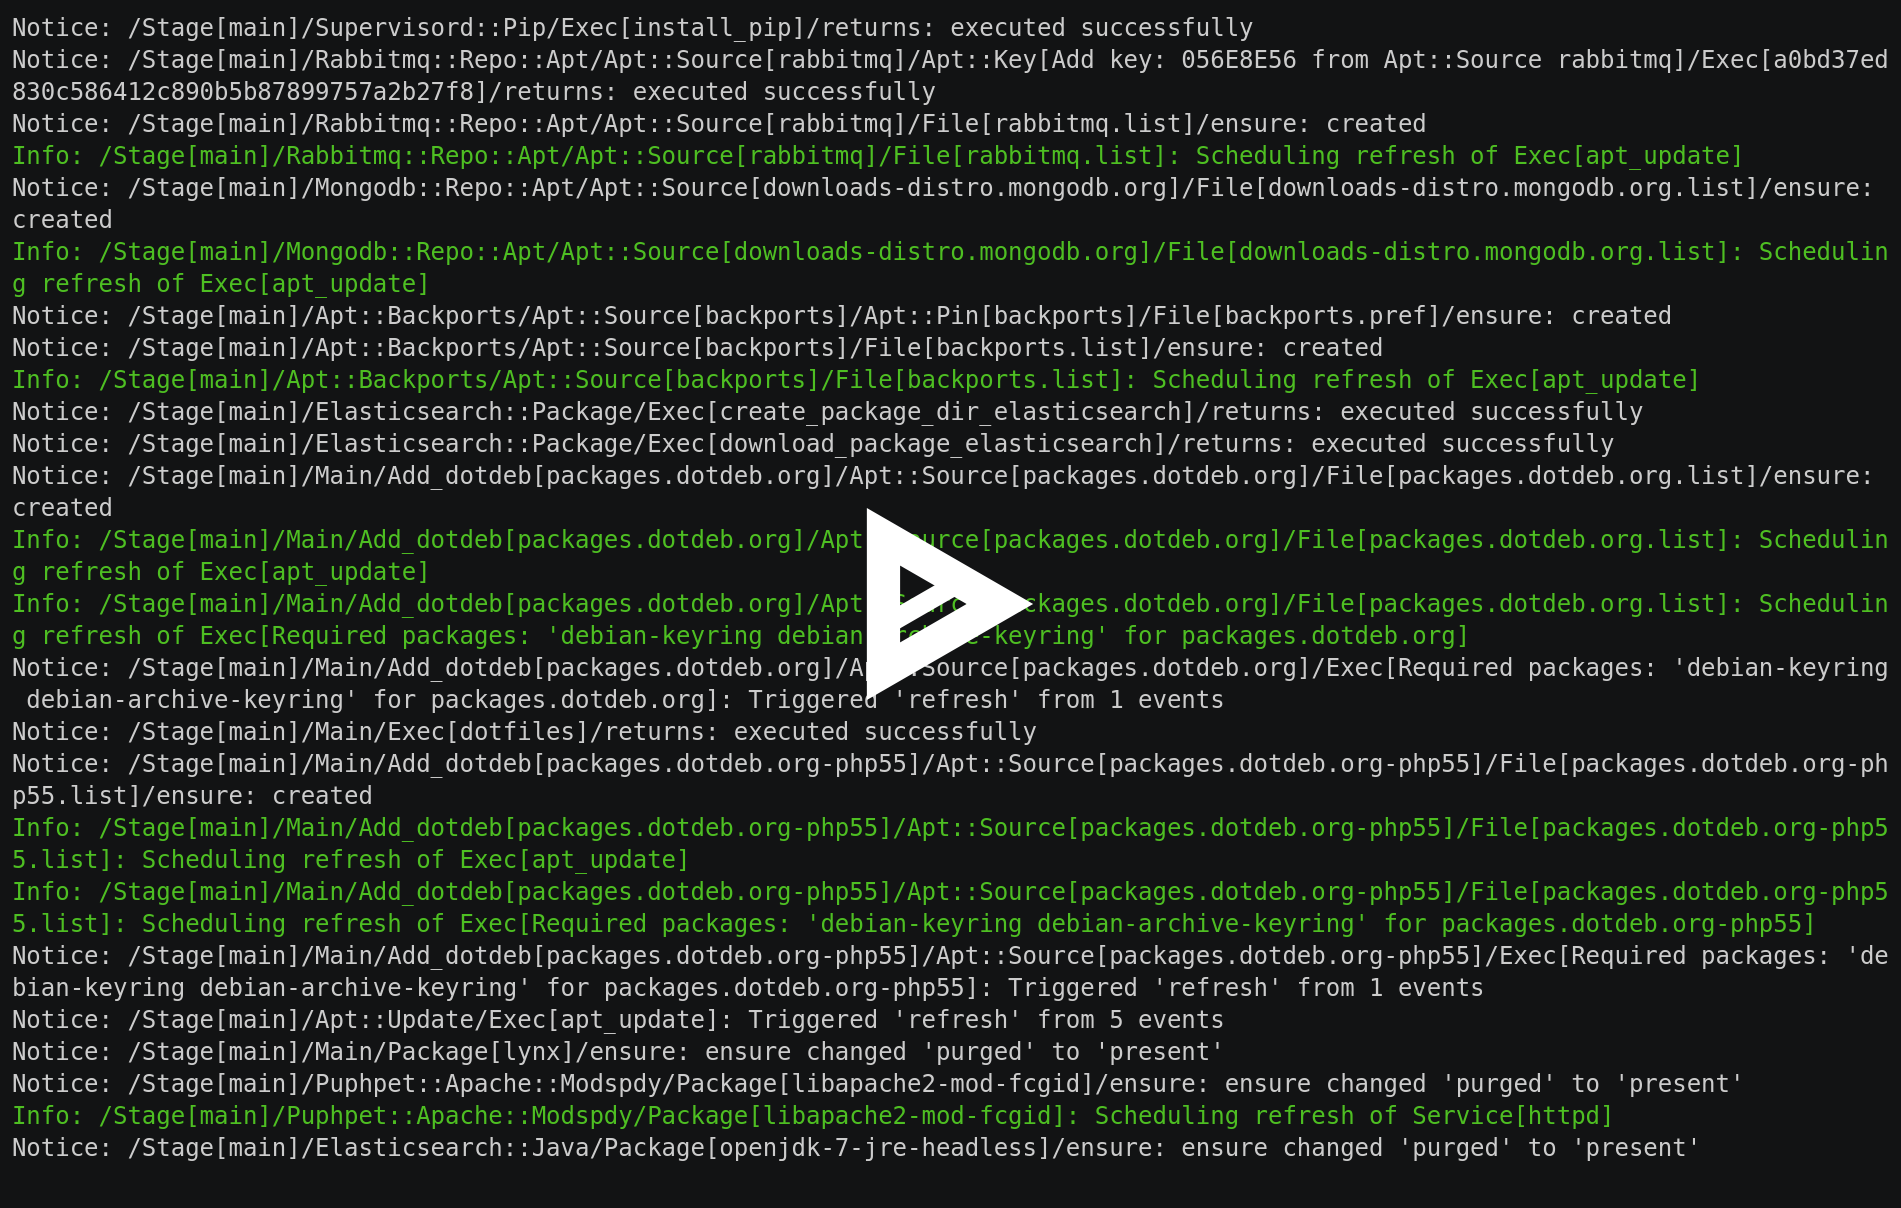 Notice: /Stage[main]/Supervisord::Pip/Exec[install_pip]/returns: executed successfully
Notice: /Stage[main]/Rabbitmq::Repo::Apt/Apt::Source[rabbitmq]/Apt::Key[Add key: 056E8E56 from Apt::Source rabbitmq]/Exec[a0bd37ed
830c586412c890b5b87899757a2b27f8]/returns: executed successfully
Notice: /Stage[main]/Rabbitmq::Repo::Apt/Apt::Source[rabbitmq]/File[rabbitmq.list]/ensure: created
Info: /Stage[main]/Rabbitmq::Repo::Apt/Apt::Source[rabbitmq]/File[rabbitmq.list]: Scheduling refresh of Exec[apt_update]
Notice: /Stage[main]/Mongodb::Repo::Apt/Apt::Source[downloads-distro.mongodb.org]/File[downloads-distro.mongodb.org.list]/ensure:
created
Info: /Stage[main]/Mongodb::Repo::Apt/Apt::Source[downloads-distro.mongodb.org]/File[downloads-distro.mongodb.org.list]: Schedulin
g refresh of Exec[apt_update]
Notice: /Stage[main]/Apt::Backports/Apt::Source[backports]/Apt::Pin[backports]/File[backports.pref]/ensure: created
Notice: /Stage[main]/Apt::Backports/Apt::Source[backports]/File[backports.list]/ensure: created
Info: /Stage[main]/Apt::Backports/Apt::Source[backports]/File[backports.list]: Scheduling refresh of Exec[apt_update]
Notice: /Stage[main]/Elasticsearch::Package/Exec[create_package_dir_elasticsearch]/returns: executed successfully
Notice: /Stage[main]/Elasticsearch::Package/Exec[download_package_elasticsearch]/returns: executed successfully
Notice: /Stage[main]/Main/Add_dotdeb[packages.dotdeb.org]/Apt::Source[packages.dotdeb.org]/File[packages.dotdeb.org.list]/ensure:
created
Info: /Stage[main]/Main/Add_dotdeb[packages.dotdeb.org]/Apt ource[packages.dotdeb.org]/File[packages.dotdeb.org.list]: Schedulin
g refresh of Exec[apt_update]
Info: /Stage[main]/Main/Add_dotdeb[packages.dotdeb.org]/Apt ckages.dotdeb.org]/File[packages.dotdeb.org.list]: Schedulin
g refresh of Exec[Required packages: 'debian-keyring debian -keyring' for packages.dotdeb.org]
Notice: /Stage[main]/Main/Add_dotdeb[packages.dotdeb.org]/Ap :Source[packages.dotdeb.org]/Exec[Required packages: 'debian-keyring
debian-archive-keyring' for packages.dotdeb.org]: Triggered 'refresh' from 1 events
Notice: /Stage[main]/Main/Exec[dotfiles]/returns: executed successfully
Notice: /Stage[main]/Main/Add_dotdeb[packages.dotdeb.org-php55]/Apt::Source[packages.dotdeb.org-php55]/File[packages.dotdeb.org-ph
p55.list]/ensure: created
Info: /Stage[main]/Main/Add_dotdeb[packages.dotdeb.org-php55]/Apt::Source[packages.dotdeb.org-php55]/File[packages.dotdeb.org-php5
5.list]: Scheduling refresh of Exec[apt_update]
Info: /Stage[main]/Main/Add_dotdeb[packages.dotdeb.org-php55]/Apt::Source[packages.dotdeb.org-php55]/File[packages.dotdeb.org-php5
5.list]: Scheduling refresh of Exec[Required packages: 'debian-keyring debian-archive-keyring' for packages.dotdeb.org-php55]
Notice: /Stage[main]/Main/Add_dotdeb[packages.dotdeb.org-php55]/Apt::Source[packages.dotdeb.org-php55]/Exec[Required packages: 'de
bian-keyring debian-archive-keyring' for packages.dotdeb.org-php55]: Triggered 'refresh' from 1 events
Notice: /Stage[main]/Apt::Update/Exec[apt_update]: Triggered 'refresh' from 5 events
Notice: /Stage[main]/Main/Package[lynx]/ensure: ensure changed 'purged' to 'present'
Notice: /Stage[main]/Puphpet::Apache::Modspdy/Package[libapache2-mod-fcgid]/ensure: ensure changed 'purged' to 'present'
Info: /Stage[main]/Puphpet::Apache::Modspdy/Package[libapache2-mod-fcgid]: Scheduling refresh of Service[httpd]
Notice: /Stage[main]/Elasticsearch::Java/Package[openjdk-7-jre-headless]/ensure: ensure changed 'purged' to 'present'